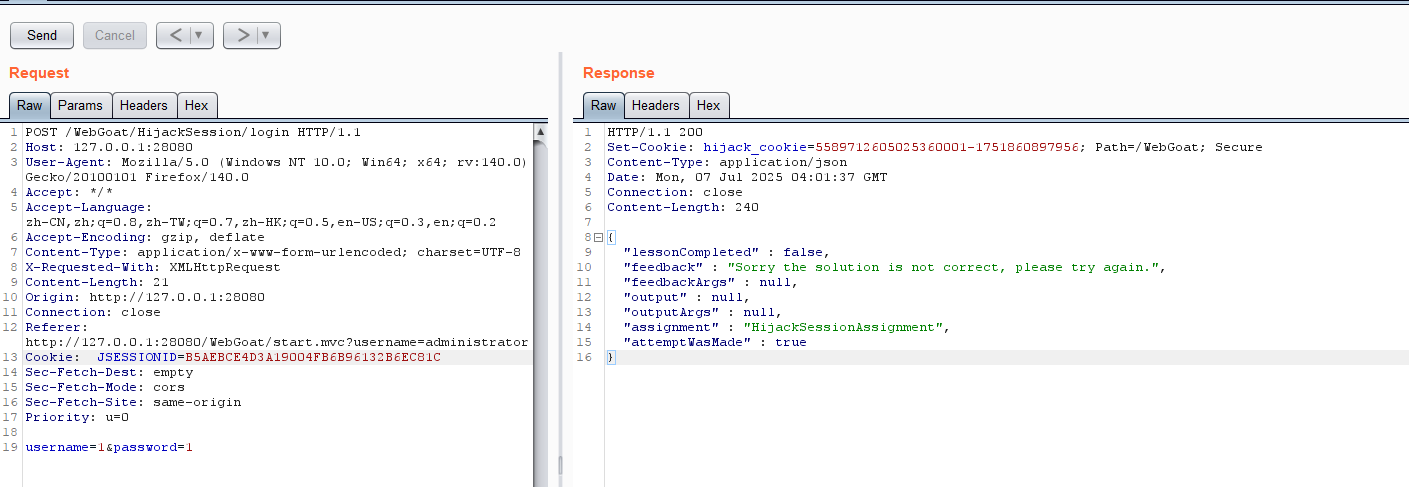 Send Cancel < ▼ > ▼
Request
Raw Params Headers Hex
1 POST /WebGoat/HijackSession/login HTTP/1.1
2 Host: 127.0.0.1:28080
3 User-Agent: Mozilla/5.0 (Windows NT 10.0; Win64; x64; rv:140.0)
Gecko/20100101 Firefox/140.0
4 Accept: */*
5 Accept-Language:
zh-CN,zh;q=0.8,zh-TW;q=0.7,zh-HK;q=0.5,en-US;q=0.3,en;q=0.2
6 Accept-Encoding: gzip, deflate
7 Content-Type: application/x-www-form-urlencoded; charset=UTF-8
8 X-Requested-With: XMLHttpRequest
9 Content-Length: 21
10 Origin: http://127.0.0.1:28080
11 Connection: close
12 Referer:
http://127.0.0.1:28080/WebGoat/start.mvc?username=administrator
13 Cookie:  JSESSIONID=B5AEBCE4D3A19004FB6B96132B6EC81C
14 Sec-Fetch-Dest: empty
15 Sec-Fetch-Mode: cors
16 Sec-Fetch-Site: same-origin
17 Priority: u=0
18
19 username=1&password=1
Response
Raw Headers Hex
1 HTTP/1.1 200
2 Set-Cookie: hijack_cookie=5589712605025360001-1751860897956; Path=/WebGoat; Secure
3 Content-Type: application/json
4 Date: Mon, 07 Jul 2025 04:01:37 GMT
5 Connection: close
6 Content-Length: 240
7
8 {
9 "lessonCompleted" : false,
10 "feedback" : "Sorry the solution is not correct, please try again.",
11 "feedbackArgs" : null,
12 "output" : null,
13 "outputArgs" : null,
14 "assignment" : "HijackSessionAssignment",
15 "attemptWasMade" : true
16 }